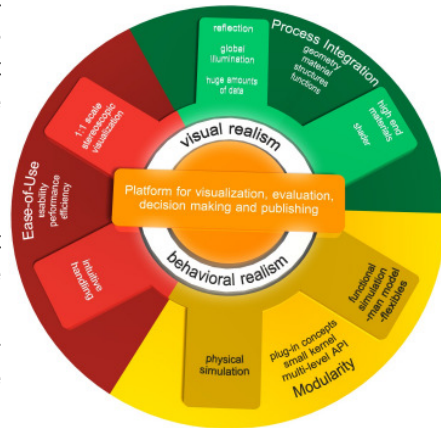 reflection
global
illumination
huge amounts
of data
Process Integration
geometry
material
structures
functions
high end
materials
shader
visual realism
1:1 scale
stereoscopic
visualization
Ease-of-Use
usability
performance
efficiency
intuitive
handling
Platform for visualization, evaluation,
decision making and publishing
behavioral realism
physical
simulation
plug-in concepts
small kernel
multi-level API
Modularity
functional
simulation
-man model
-flexibles